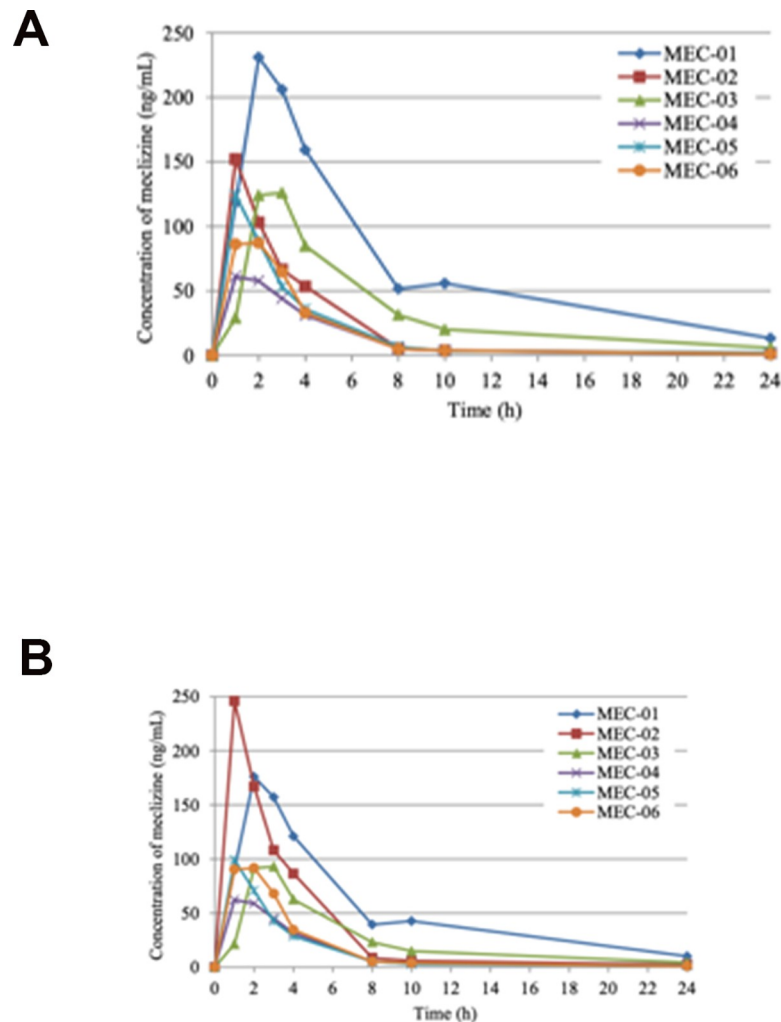 A
Concentration of meclizine (ng/mL)
250
200
150
100
50
0
MEC-01
MEC-02
MEC-03
MEC-04
MEC-05
MEC-06
0 2 4 6 8 10 12 14 16 18 20 22 24
Time (h)
B
Concentration of meclizine (ng/mL)
250
200
150
100
50
0
MEC-01
MEC-02
MEC-03
MEC-04
MEC-05
MEC-06
0 2 4 6 8 10 12 14 16 18 20 22 24
Time (h)